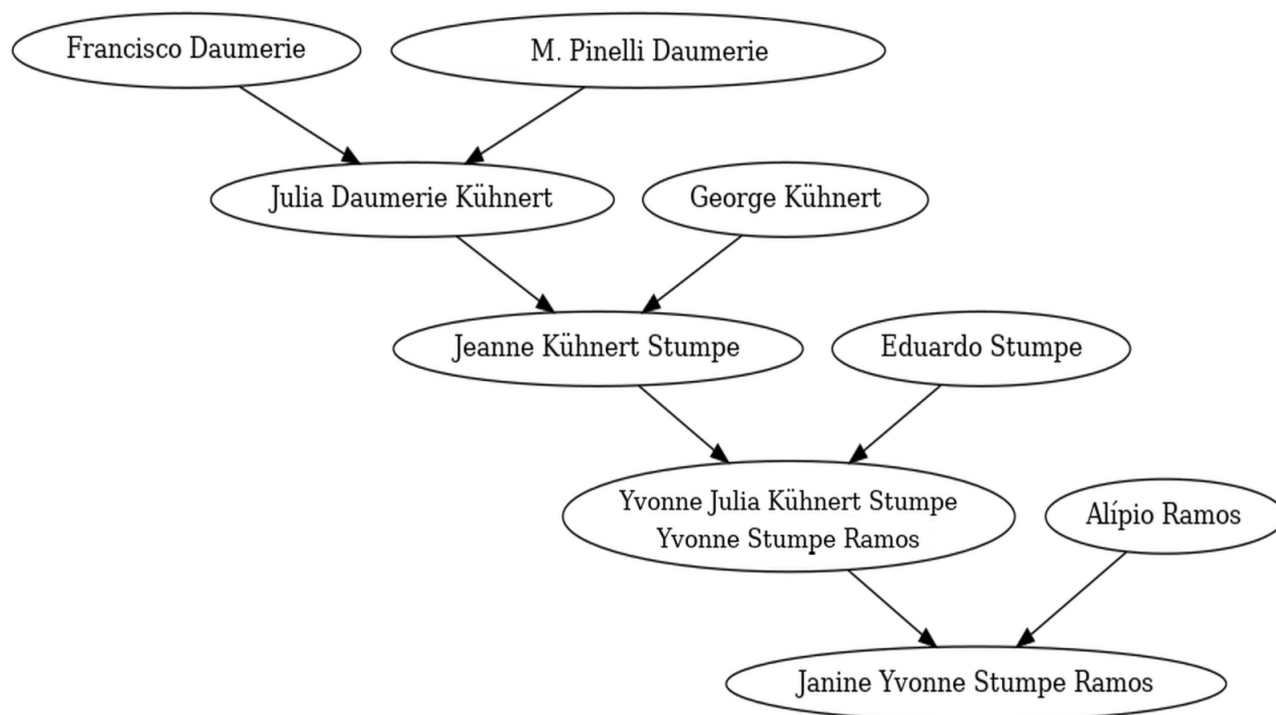 Francisco Daumerie
M. Pinelli Daumerie
Julia Daumerie Kühnert
George Kühnert
Jeanne Kühnert Stumpe
Eduardo Stumpe
Yvonne Julia Kühnert Stumpe
Yvonne Stumpe Ramos
Alípio Ramos
Janine Yvonne Stumpe Ramos